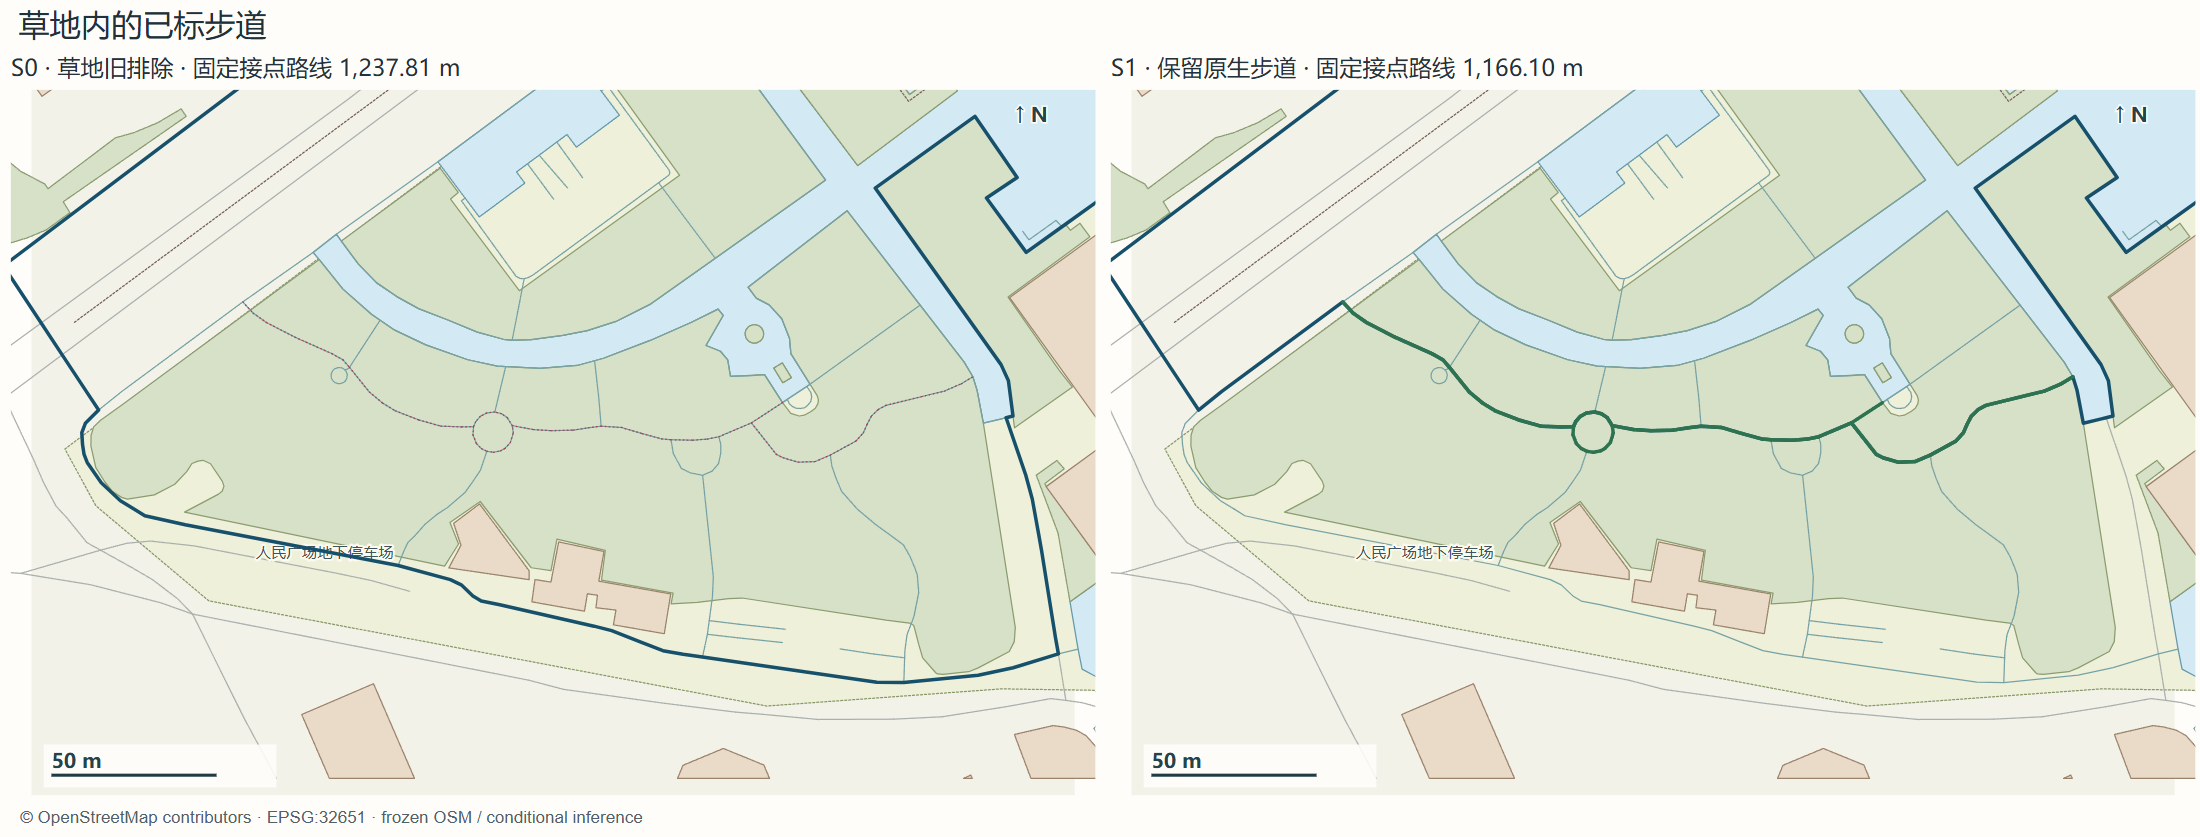 草地内的已标步道
S0 · 草地旧排除 · 固定接点路线 1,237.81 m
S1 · 保留原生步道 · 固定接点路线 1,166.10 m
↑ N
↑ N
人民广场地下停车场
人民广场地下停车场
50 m
50 m
© OpenStreetMap contributors · EPSG:32651 · frozen OSM / conditional inference